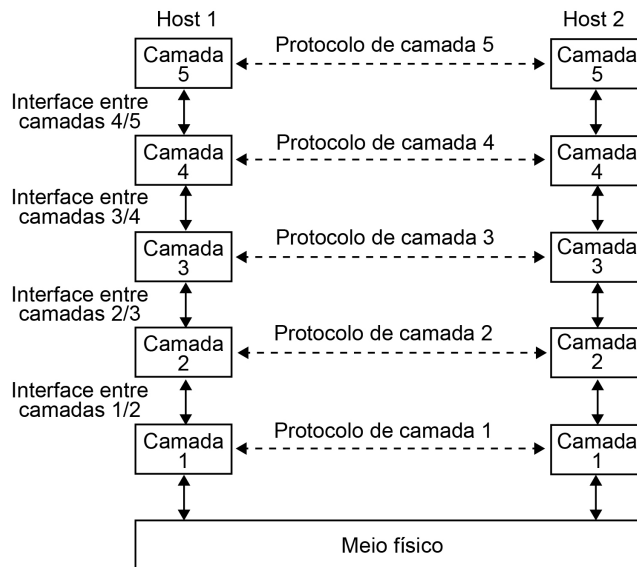 Host 1
Host 2
Camada
5
Protocolo de camada 5
Camada
5
Interface entre
camadas 4/5
Camada
4
Protocolo de camada 4
Camada
4
Interface entre
camadas 3/4
Camada
3
Protocolo de camada 3
Camada
3
Interface entre
camadas 2/3
Camada
2
Protocolo de camada 2
Camada
2
Interface entre
camadas 1/2
Camada
1
Protocolo de camada 1
Camada
1
Meio físico